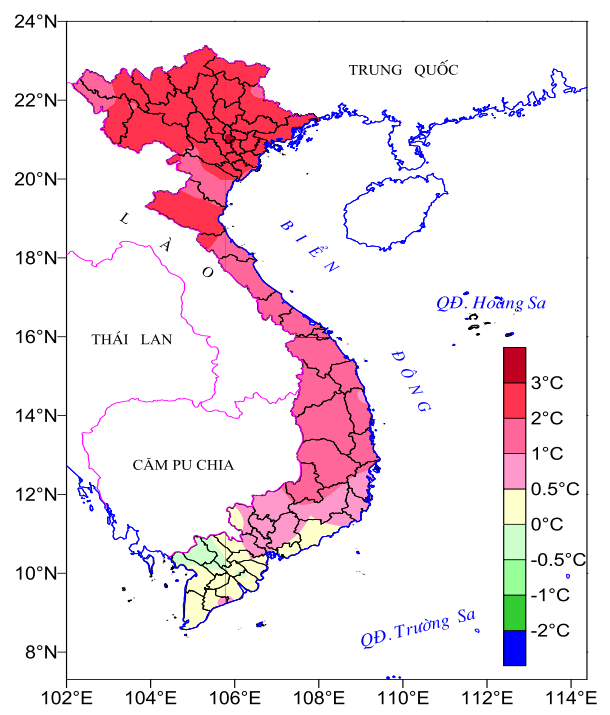 24°N
TRUNG QUỐC
22°N
20°N
LÀO
BIỂN
18°N
QĐ. Hoàng Sa
16°N
THÁI LAN
ĐÔNG
3°C
14°N
2°C
CĂM PU CHIA
1°C
12°N
0.5°C
0°C
10°N
-0.5°C
-1°C
QĐ. Trường Sa
-2°C
8°N
102°E 104°E 106°E 108°E 110°E 112°E 114°E